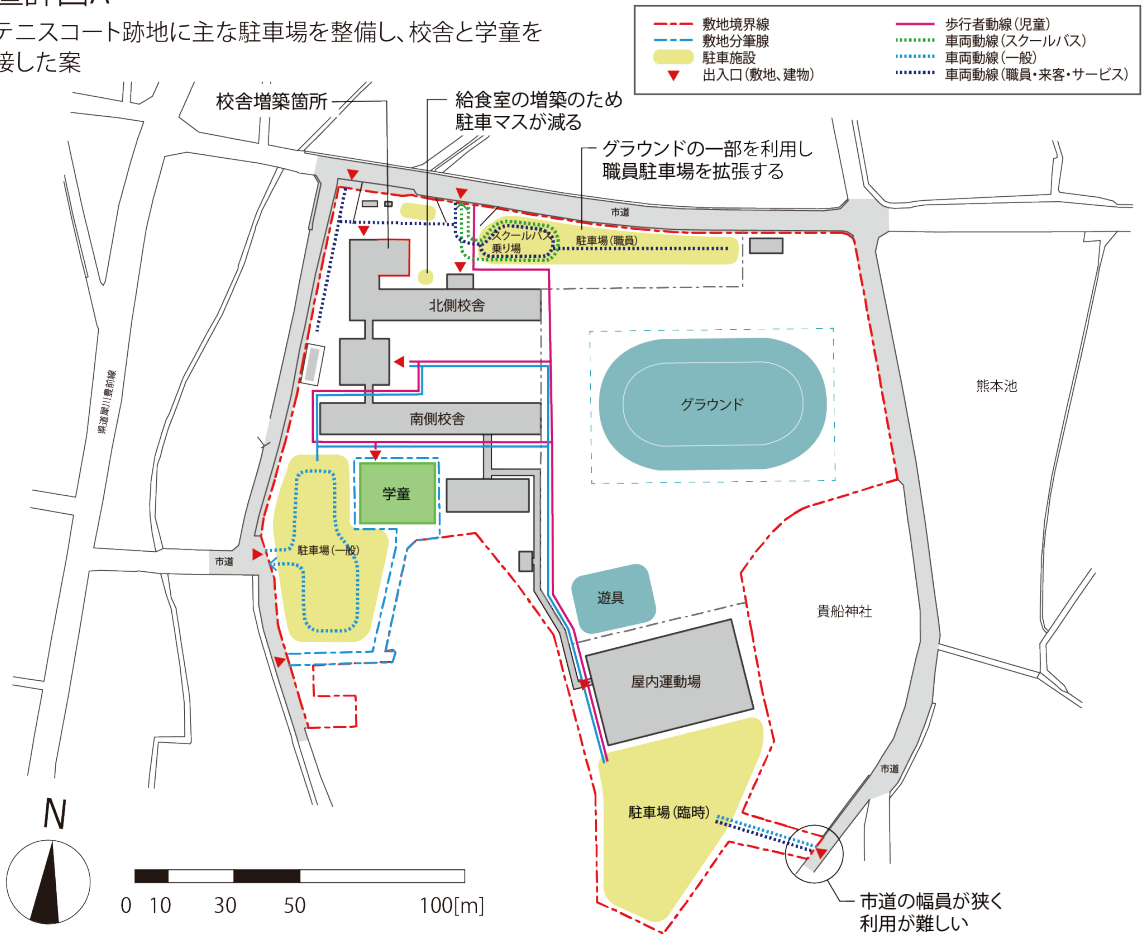 テニスコート跡地に主な駐車場を整備し、校舎と学童を
接した案
敷地境界線
敷地分筆腺
駐車施設
出入口(敷地、建物)
歩行者動線(児童)
車両動線(スクールバス)
車両動線(一般)
車両動線(職員・来客・サービス)
校舎増築箇所
給食室の増築のため
駐車マスが減る
グラウンドの一部を利用し
職員駐車場を拡張する
市道
スクールバス
乗り場
駐車場(職員)
北側校舎
県道犀川豊前線
グラウンド
熊本池
南側校舎
学童
市道
駐車場(一般)
遊具
貴船神社
屋内運動場
市道
駐車場(臨時)
N
0 10 30 50 100[m]
市道の幅員が狭く
利用が難しい